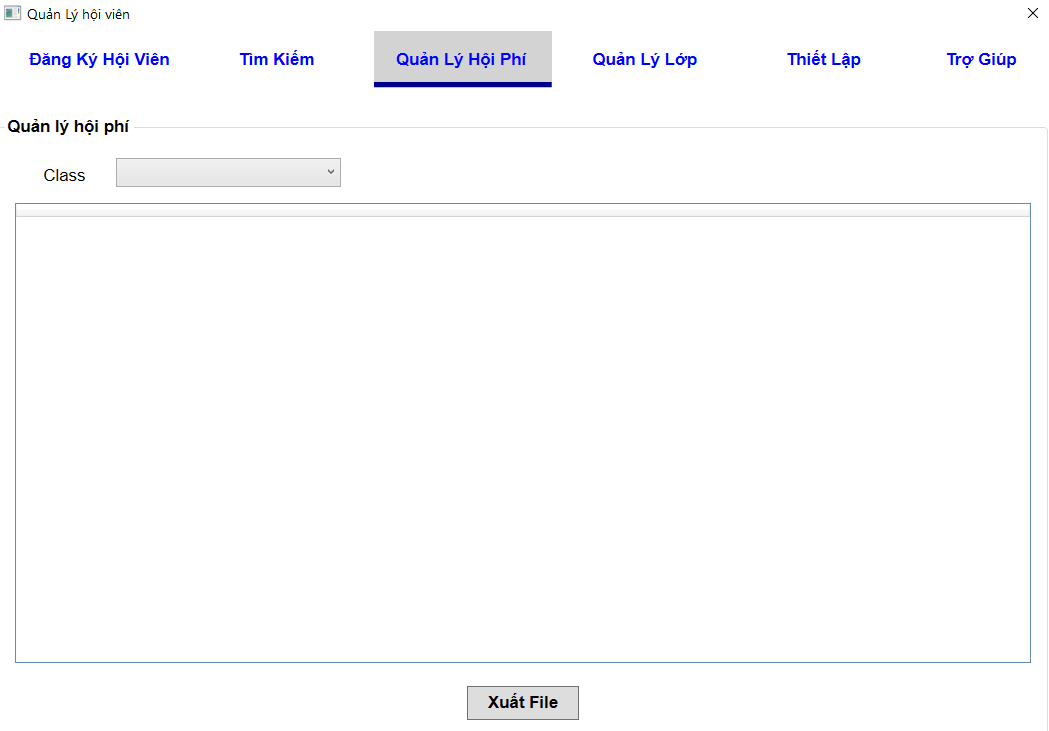 Quản Lý hội viên
Đăng Ký Hội Viên Tìm Kiếm Quản Lý Hội Phí Quản Lý Lớp Thiết Lập Trợ Giúp
Quản lý hội phí
Class
Xuất File